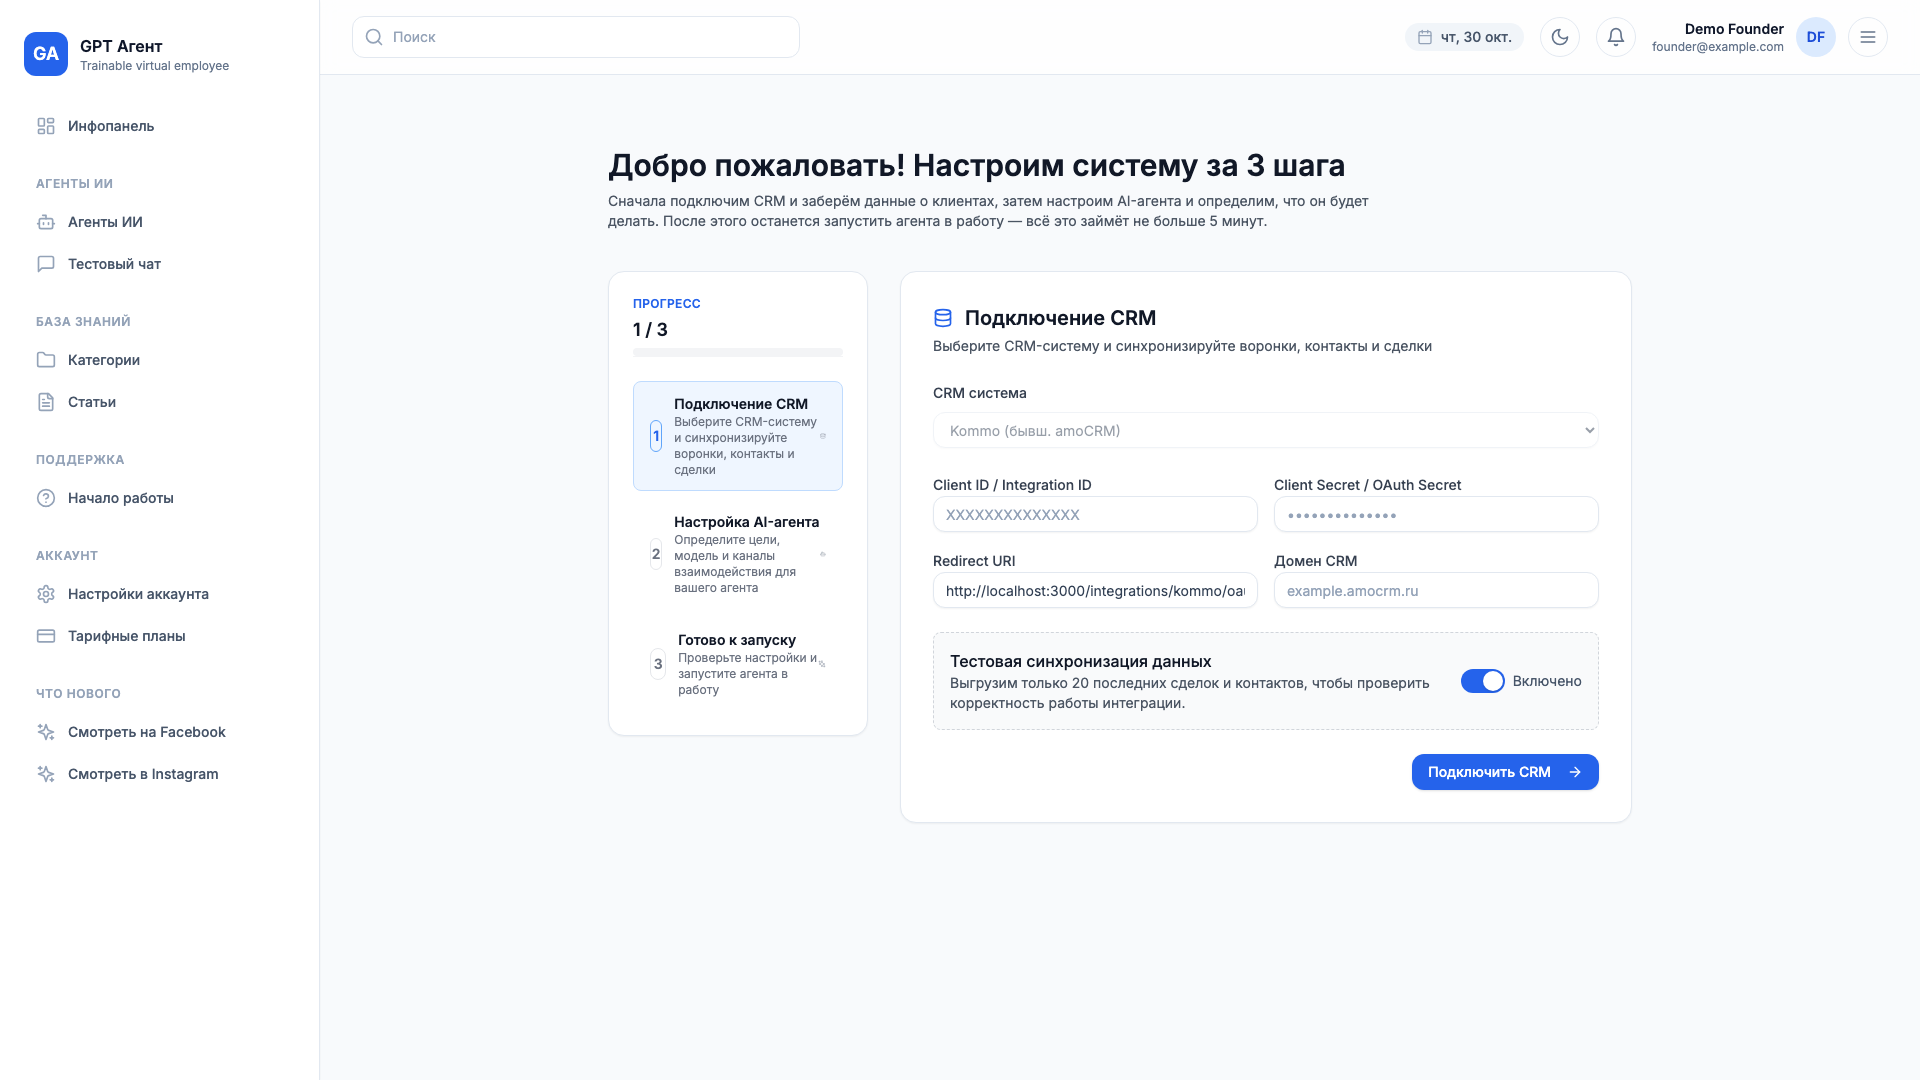 GA
GPT Агент
Trainable virtual employee
Инфопанель
АГЕНТЫ ИИ
Агенты ИИ
Тестовый чат
БАЗА ЗНАНИЙ
Категории
Статьи
ПОДДЕРЖКА
Начало работы
АККАУНТ
Настройки аккаунта
Тарифные планы
ЧТО НОВОГО
Смотреть на Facebook
Смотреть в Instagram
Поиск
чт, 30 окт.
Demo Founder
founder@example.com
DF
Добро пожаловать! Настроим систему за 3 шага
Сначала подключим CRM и заберём данные о клиентах, затем настроим AI-агента и определим, что он будет
делать. После этого останется запустить агента в работу — всё это займёт не больше 5 минут.
ПРОГРЕСС
1 / 3
1
Подключение CRM
Выберите CRM-систему
и синхронизируйте
воронки, контакты и
сделки
2
Настройка AI-агента
Определите цели,
модель и каналы
взаимодействия для
вашего агента
3
Готово к запуску
Проверьте настройки и
запустите агента в
работу
Подключение CRM
Выберите CRM-систему и синхронизируйте воронки, контакты и сделки
CRM система
Kommo (бывш. amoCRM)
Client ID / Integration ID
XXXXXXXXXXXXXX
Client Secret / OAuth Secret
••••••••••••••
Redirect URI
http://localhost:3000/integrations/kommo/oau
Домен CRM
example.amocrm.ru
Тестовая синхронизация данных
Выгрузим только 20 последних сделок и контактов, чтобы проверить
корректность работы интеграции.
Включено
Подключить CRM